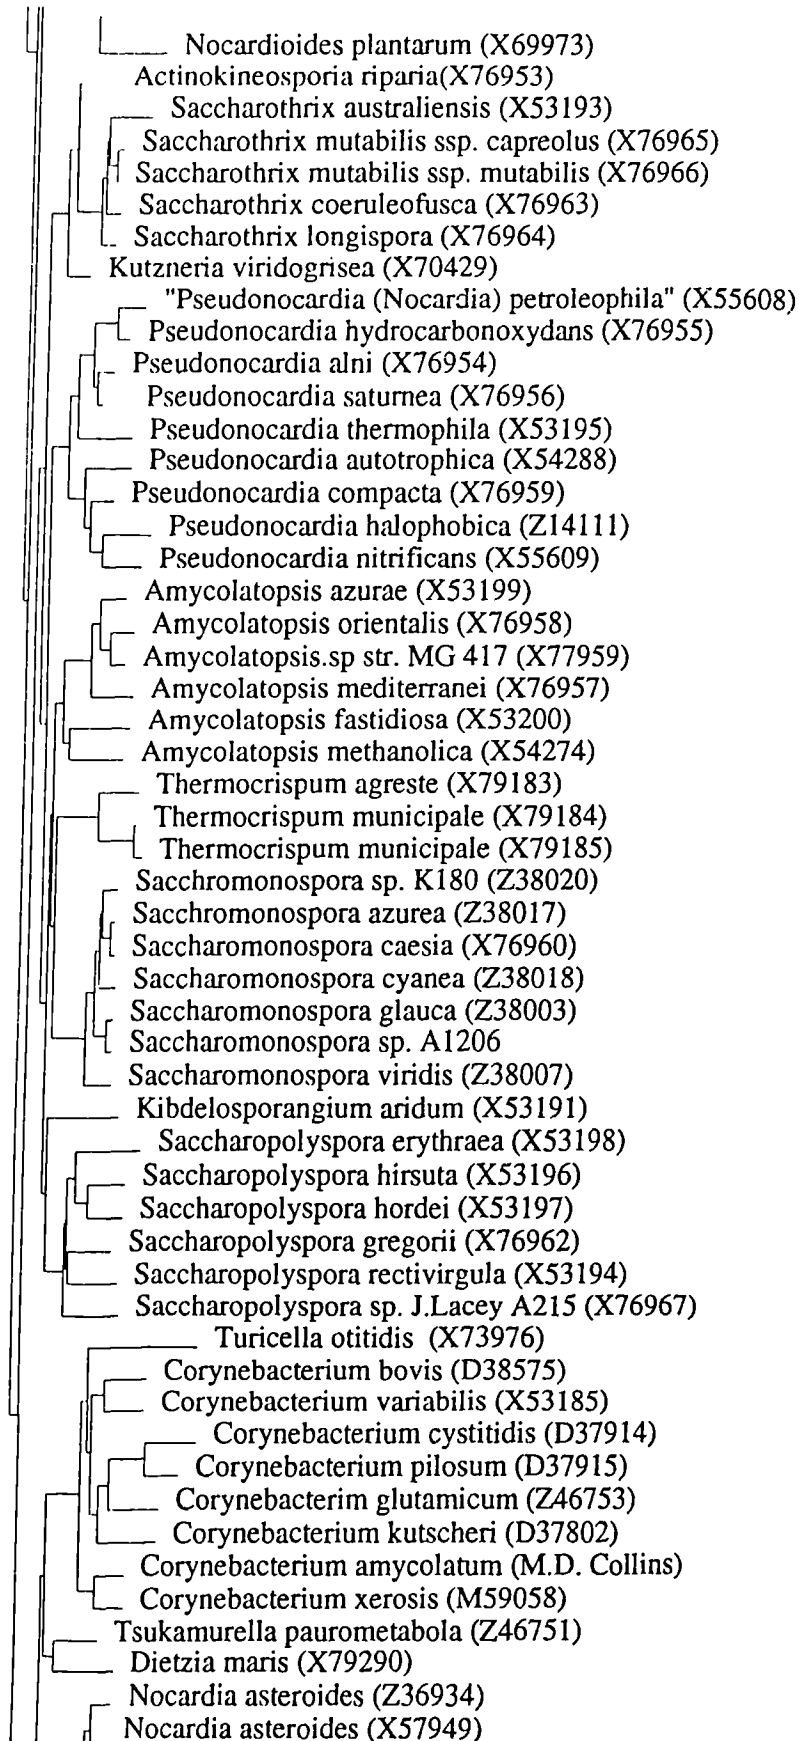 Nocardioides plantarum (X69973)
Actinokineosporia riparia(X76953)
Saccharothrix australiensis (X53193)
Saccharothrix mutabilis ssp. capreolus (X76965)
Saccharothrix mutabilis ssp. mutabilis (X76966)
Saccharothrix coeruleofusca (X76963)
Saccharothrix longispora (X76964)
Kutzneria viridogrisea (X70429)
"Pseudonocardia (Nocardia) petroleophila" (X55608)
Pseudonocardia hydrocarbonoxydans (X76955)
Pseudonocardia alni (X76954)
Pseudonocardia saturnea (X76956)
Pseudonocardia thermophila (X53195)
Pseudonocardia autotrophica (X54288)
Pseudonocardia compacta (X76959)
Pseudonocardia halophobica (Z14111)
Pseudonocardia nitrificans (X55609)
Amycolatopsis azurae (X53199)
Amycolatopsis orientalis (X76958)
Amycolatopsis.sp str. MG 417 (X77959)
Amycolatopsis mediterranei (X76957)
Amycolatopsis fastidiosa (X53200)
Amycolatopsis methanolica (X54274)
Thermocrispum agreste (X79183)
Thermocrispum municipale (X79184)
Thermocrispum municipale (X79185)
Sacchromonospora sp. K180 (Z38020)
Sacchromonospora azurea (Z38017)
Saccharomonospora caesia (X76960)
Saccharomonospora cyanea (Z38018)
Saccharomonospora glauca (Z38003)
Saccharomonospora sp. A1206
Saccharomonospora viridis (Z38007)
Kibdelosporangium aridum (X53191)
Saccharopolyspora erythraea (X53198)
Saccharopolyspora hirsuta (X53196)
Saccharopolyspora hordei (X53197)
Saccharopolyspora gregorii (X76962)
Saccharopolyspora rectivirgula (X53194)
Saccharopolyspora sp. J.Lacey A215 (X76967)
Turicella otitidis (X73976)
Corynebacterium bovis (D38575)
Corynebacterium variabilis (X53185)
Corynebacterium cystitidis (D37914)
Corynebacterium pilosum (D37915)
Corynebacterim glutamicum (Z46753)
Corynebacterium kutscheri (D37802)
Corynebacterium amycolatum (M.D. Collins)
Corynebacterium xerosis (M59058)
Tsukamurella paurometabola (Z46751)
Dietzia maris (X79290)
Nocardia asteroides (Z36934)
Nocardia asteroides (X57949)